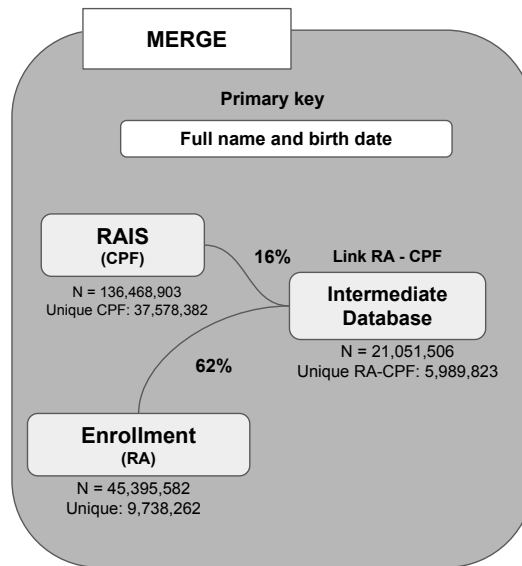 MERGE
Primary key
Full name and birth date
RAIS
(CPF)
N = 136,468,903
Unique CPF: 37,578,382
16%
Link RA - CPF
Intermediate
Database
N = 21,051,506
Unique RA-CPF: 5,989,823
62%
Enrollment
(RA)
N = 45,395,582
Unique: 9,738,262